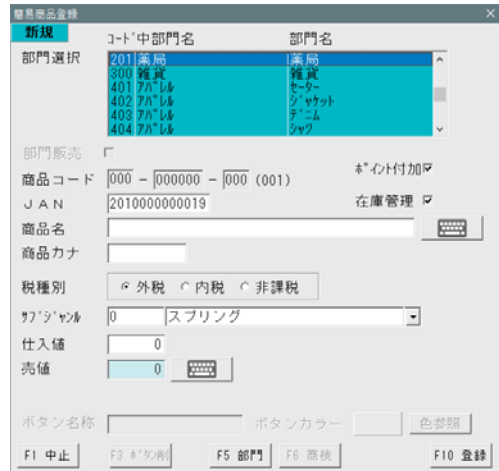 簡易商品登録 ×
新規 ｺｰﾄﾞ 中部門名 部門名
部門選択 201 薬局 薬局
300 雑貨 雑貨
401 ｱﾊﾟﾚﾙ ｾｰﾀｰ
402 ｱﾊﾟﾚﾙ ｼﾞｬｹｯﾄ
403 ｱﾊﾟﾚﾙ ﾃﾞﾆﾑ
404 ｱﾊﾟﾚﾙ ｼｬﾂ
部門販売
ﾎﾟｲﾝﾄ付加
商品コード 000 - 000000 - 000 (001)
ＪＡＮ 2010000000019 在庫管理
商品名
商品カナ
税種別 外税 内税 非課税
ｻﾌﾞｼﾞｬﾝﾙ 0 スプリング
仕入値 0
売値 0
ボタン名称 ボタンカラー 色参照
F1 中止 F3 ﾎﾞﾀﾝ削 F5 部門 F6 商検 F10 登録